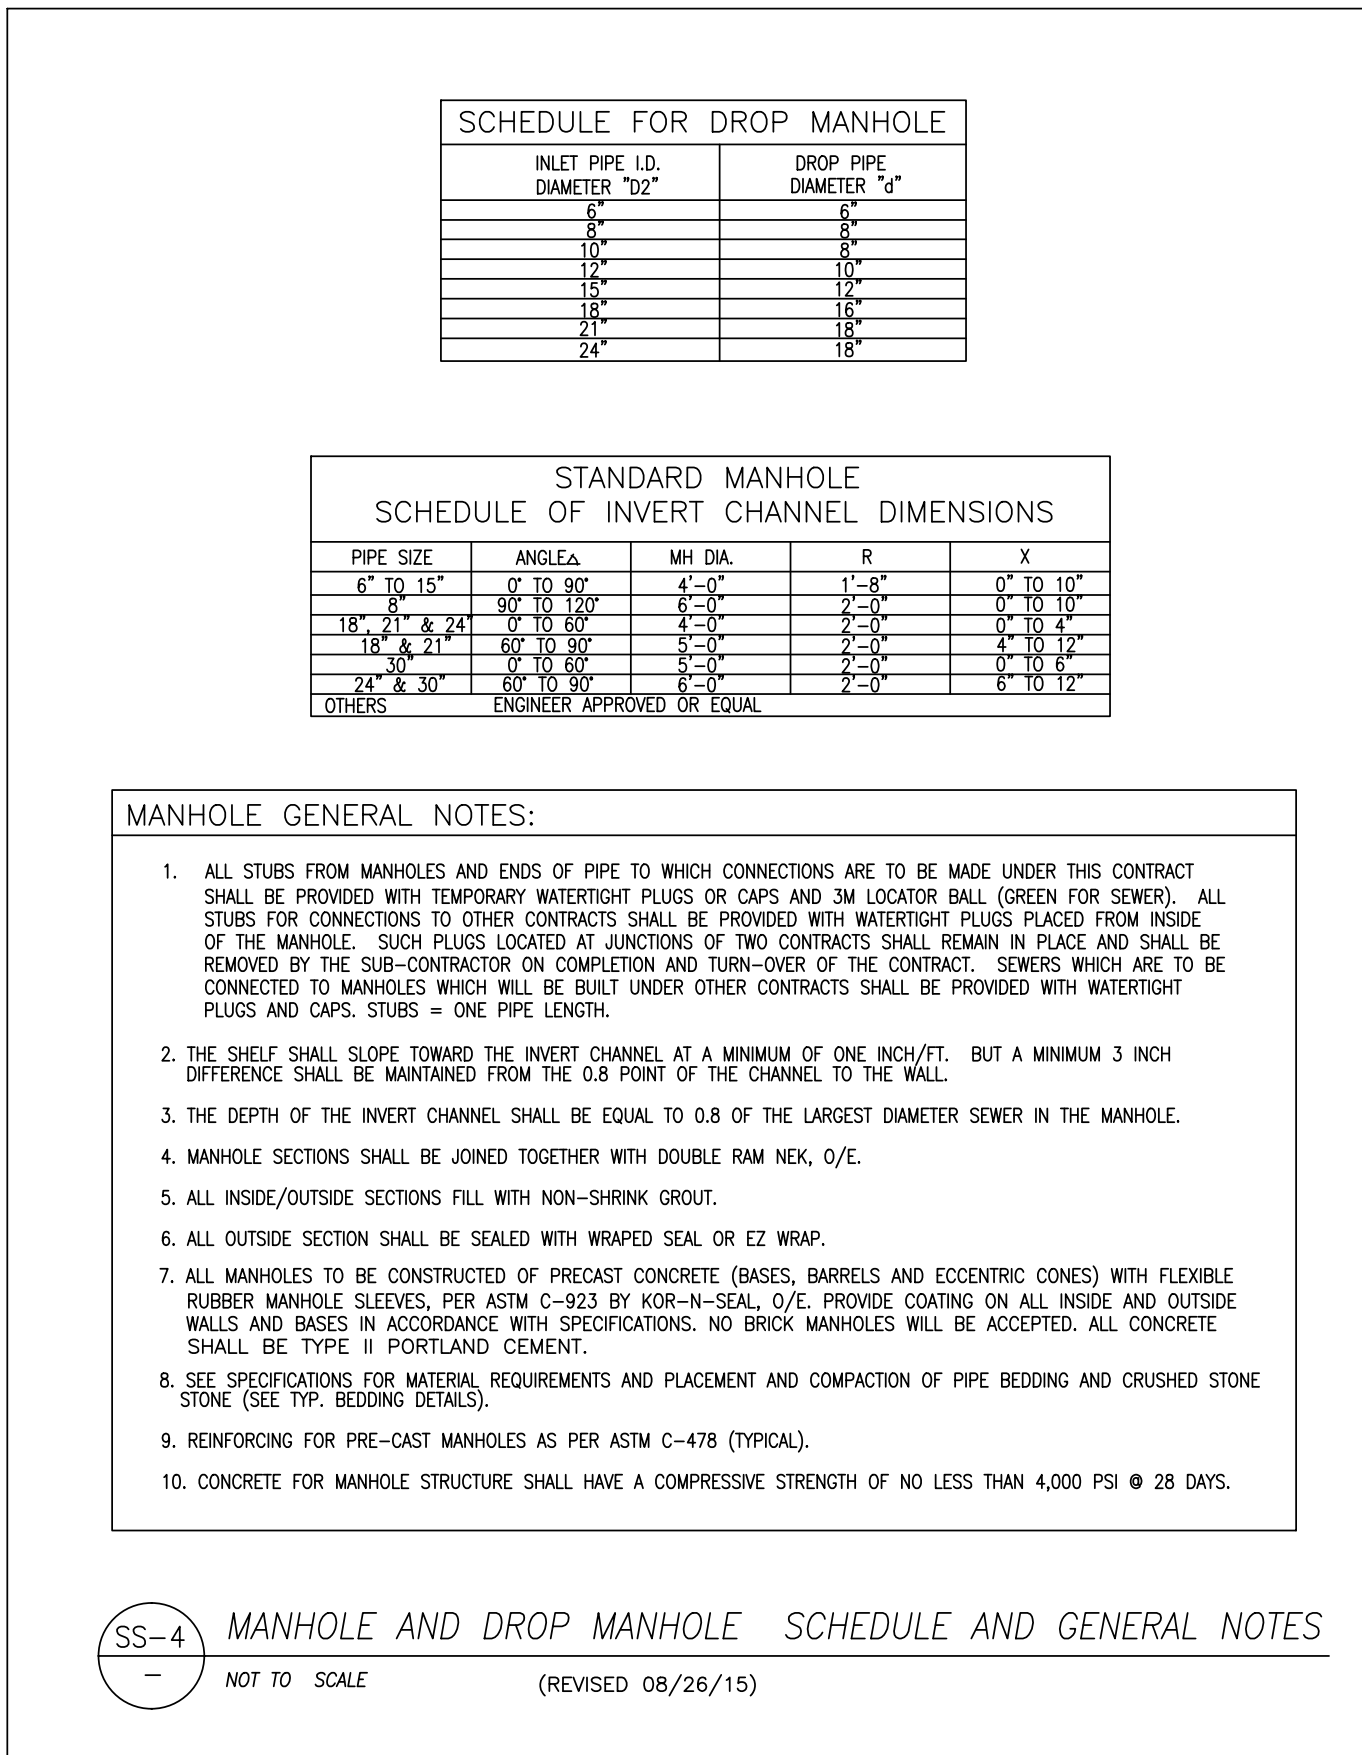 SCHEDULE FOR DROP MANHOLE
INLET PIPE I.D. DIAMETER "D2" DROP PIPE DIAMETER "d"
6" 6"
8" 8"
10" 8"
12" 10"
15" 12"
18" 16"
21" 18"
24" 18"
STANDARD MANHOLE
SCHEDULE OF INVERT CHANNEL DIMENSIONS
PIPE SIZE ANGLE∆ MH DIA. R X
6" TO 15" 0° TO 90° 4'-0" 1'-8" 0" TO 10"
8" 90° TO 120° 6'-0" 2'-0" 0" TO 10"
18", 21" & 24" 0° TO 60° 4'-0" 2'-0" 0" TO 4"
18" & 21" 60° TO 90° 5'-0" 2'-0" 4" TO 12"
30" 0° TO 60° 5'-0" 2'-0" 0" TO 6"
24" & 30" 60° TO 90° 6'-0" 2'-0" 6" TO 12"
OTHERS ENGINEER APPROVED OR EQUAL
MANHOLE GENERAL NOTES:
1. ALL STUBS FROM MANHOLES AND ENDS OF PIPE TO WHICH CONNECTIONS ARE TO BE MADE UNDER THIS CONTRACT
SHALL BE PROVIDED WITH TEMPORARY WATERTIGHT PLUGS OR CAPS AND 3M LOCATOR BALL (GREEN FOR SEWER). ALL
STUBS FOR CONNECTIONS TO OTHER CONTRACTS SHALL BE PROVIDED WITH WATERTIGHT PLUGS PLACED FROM INSIDE
OF THE MANHOLE. SUCH PLUGS LOCATED AT JUNCTIONS OF TWO CONTRACTS SHALL REMAIN IN PLACE AND SHALL BE
REMOVED BY THE SUB-CONTRACTOR ON COMPLETION AND TURN-OVER OF THE CONTRACT. SEWERS WHICH ARE TO BE
CONNECTED TO MANHOLES WHICH WILL BE BUILT UNDER OTHER CONTRACTS SHALL BE PROVIDED WITH WATERTIGHT
PLUGS AND CAPS. STUBS = ONE PIPE LENGTH.
2. THE SHELF SHALL SLOPE TOWARD THE INVERT CHANNEL AT A MINIMUM OF ONE INCH/FT. BUT A MINIMUM 3 INCH
DIFFERENCE SHALL BE MAINTAINED FROM THE 0.8 POINT OF THE CHANNEL TO THE WALL.
3. THE DEPTH OF THE INVERT CHANNEL SHALL BE EQUAL TO 0.8 OF THE LARGEST DIAMETER SEWER IN THE MANHOLE.
4. MANHOLE SECTIONS SHALL BE JOINED TOGETHER WITH DOUBLE RAM NEK, O/E.
5. ALL INSIDE/OUTSIDE SECTIONS FILL WITH NON-SHRINK GROUT.
6. ALL OUTSIDE SECTION SHALL BE SEALED WITH WRAPED SEAL OR EZ WRAP.
7. ALL MANHOLES TO BE CONSTRUCTED OF PRECAST CONCRETE (BASES, BARRELS AND ECCENTRIC CONES) WITH FLEXIBLE
RUBBER MANHOLE SLEEVES, PER ASTM C-923 BY KOR-N-SEAL, O/E. PROVIDE COATING ON ALL INSIDE AND OUTSIDE
WALLS AND BASES IN ACCORDANCE WITH SPECIFICATIONS. NO BRICK MANHOLES WILL BE ACCEPTED. ALL CONCRETE
SHALL BE TYPE II PORTLAND CEMENT.
8. SEE SPECIFICATIONS FOR MATERIAL REQUIREMENTS AND PLACEMENT AND COMPACTION OF PIPE BEDDING AND CRUSHED STONE
STONE (SEE TYP. BEDDING DETAILS).
9. REINFORCING FOR PRE-CAST MANHOLES AS PER ASTM C-478 (TYPICAL).
10. CONCRETE FOR MANHOLE STRUCTURE SHALL HAVE A COMPRESSIVE STRENGTH OF NO LESS THAN 4,000 PSI @ 28 DAYS.
SS-4 MANHOLE AND DROP MANHOLE SCHEDULE AND GENERAL NOTES
- NOT TO SCALE (REVISED 08/26/15)